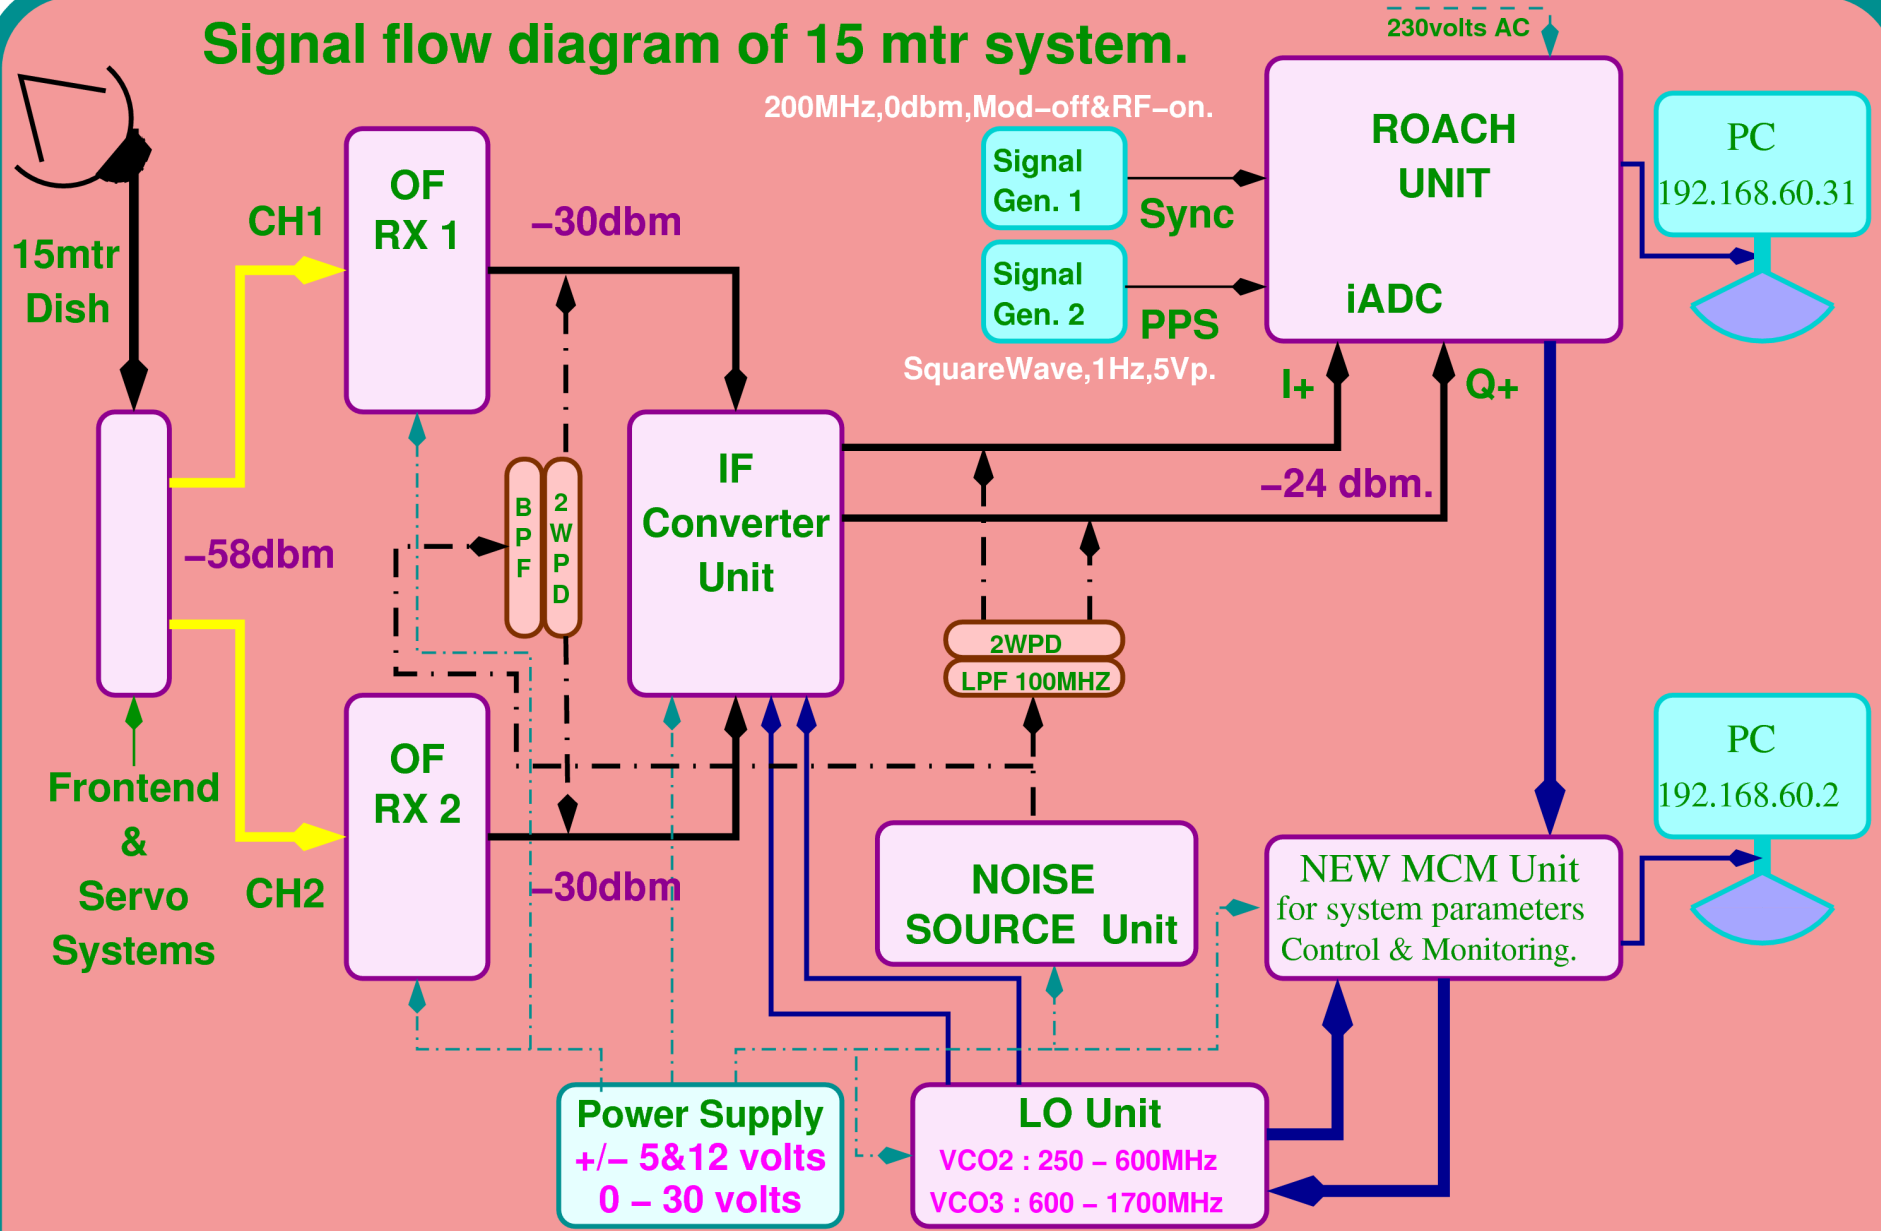 Signal flow diagram of 15 mtr system.
230volts AC
200MHz,0dbm,Mod–off&RF–on.
15mtr
Dish
CH1
OF
RX 1
–30dbm
Signal
Gen. 1
Sync
Signal
Gen. 2
PPS
SquareWave,1Hz,5Vp.
ROACH
UNIT
iADC
PC
192.168.60.31
I+
Q+
–24 dbm.
–58dbm
B
P
F
2
W
P
D
IF
Converter
Unit
2WPD
LPF 100MHZ
Frontend
&
Servo
Systems
CH2
OF
RX 2
–30dbm
NOISE
SOURCE Unit
NEW MCM Unit
for system parameters
Control & Monitoring.
PC
192.168.60.2
Power Supply
+/– 5&12 volts
0 – 30 volts
LO Unit
VCO2 : 250 – 600MHz
VCO3 : 600 – 1700MHz